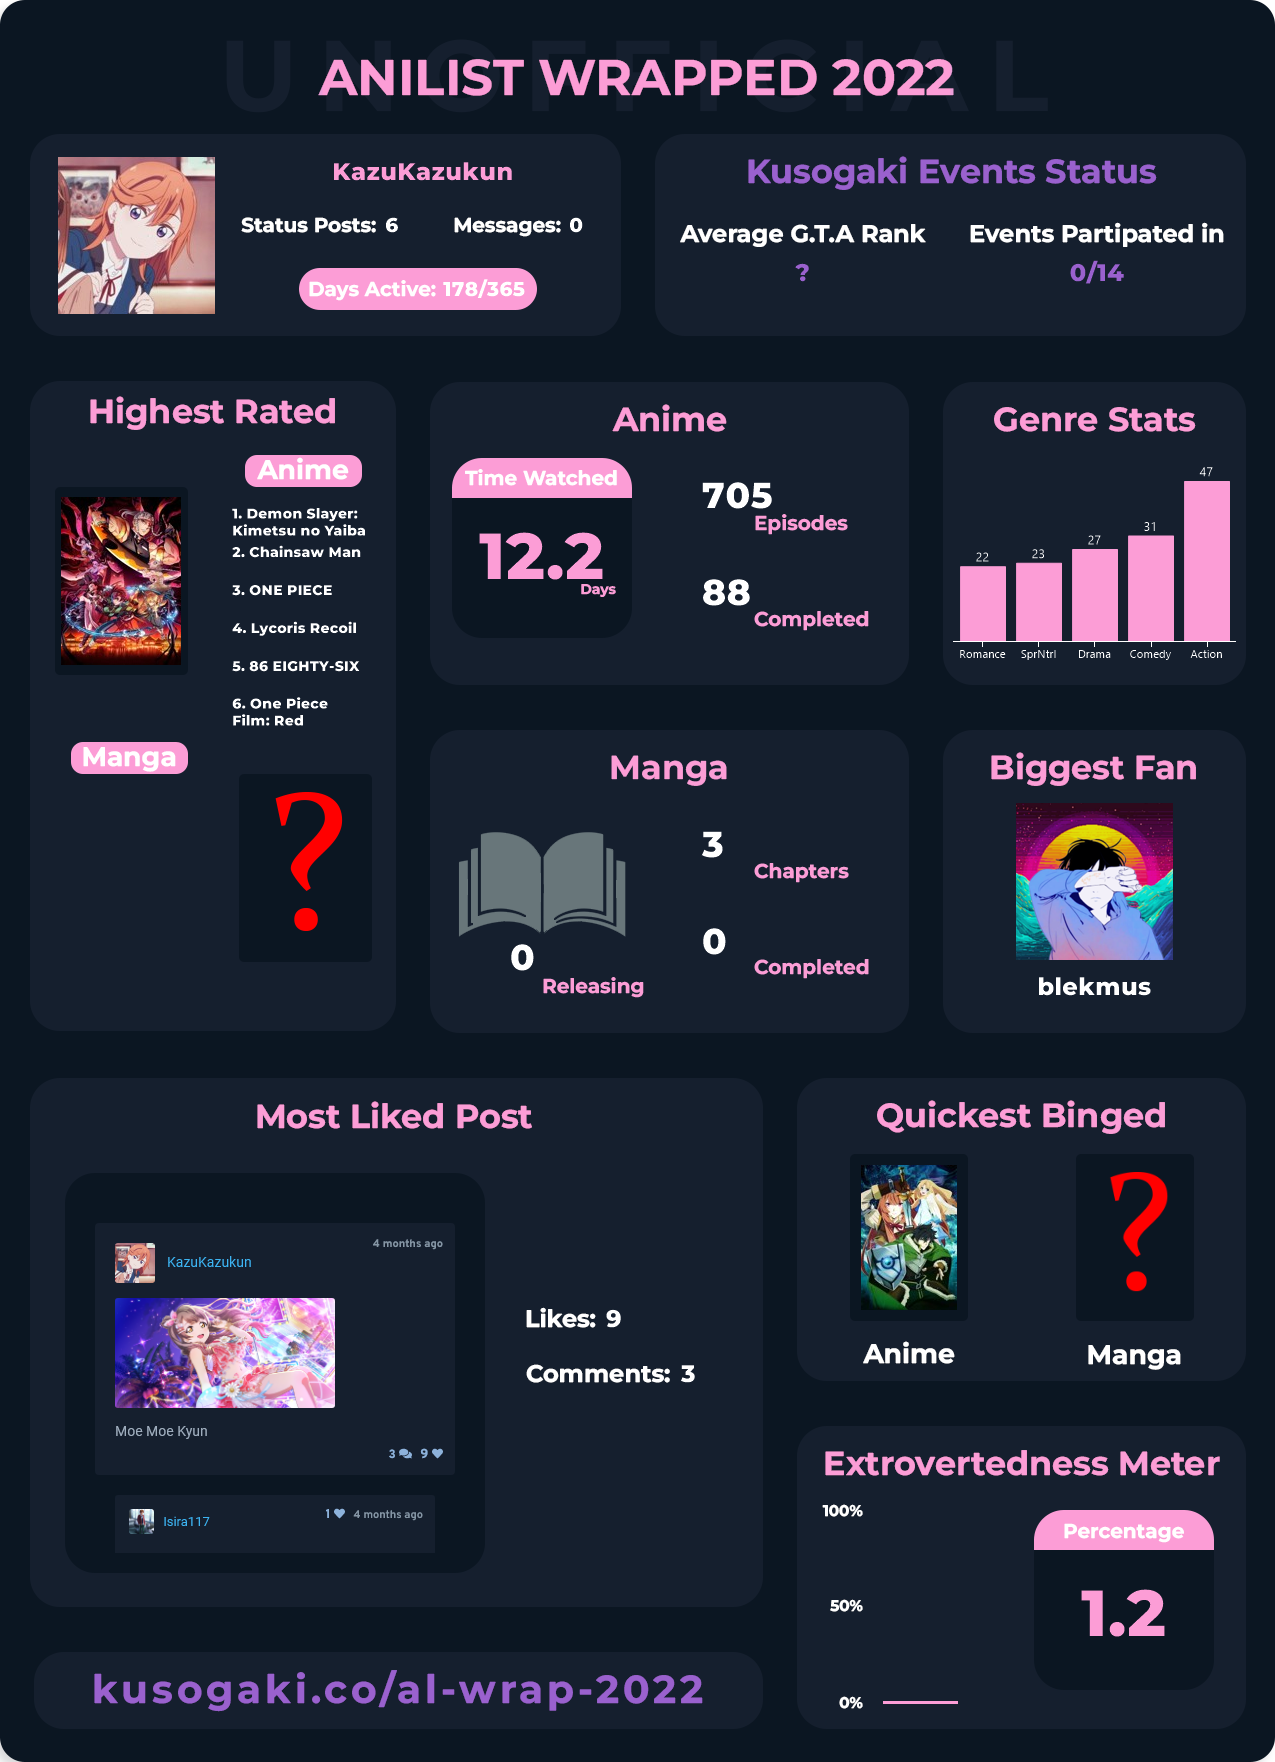 UNOFFICIAL
ANILIST WRAPPED 2022
KazuKazukun
Status Posts: 6
Messages: 0
Days Active: 178/365
Kusogaki Events Status
Average G.T.A Rank
?
Events Partipated in
0/14
Highest Rated
Anime
1. Demon Slayer:
Kimetsu no Yaiba
2. Chainsaw Man
3. ONE PIECE
4. Lycoris Recoil
5. 86 EIGHTY-SIX
6. One Piece
Film: Red
Manga
?
Anime
Time Watched
12.2
Days
705
Episodes
88
Completed
Genre Stats
47
31
27
23
22
Romance SprNtrl Drama Comedy Action
Manga
3
Chapters
0
Completed
0
Releasing
Biggest Fan
blekmus
Most Liked Post
4 months ago
KazuKazukun
Moe Moe Kyun
3 9
Isira117
1 4 months ago
Likes: 9
Comments: 3
Quickest Binged
?
Anime
Manga
Extrovertedness Meter
100%
50%
0%
Percentage
1.2
kusogaki.co/al-wrap-2022